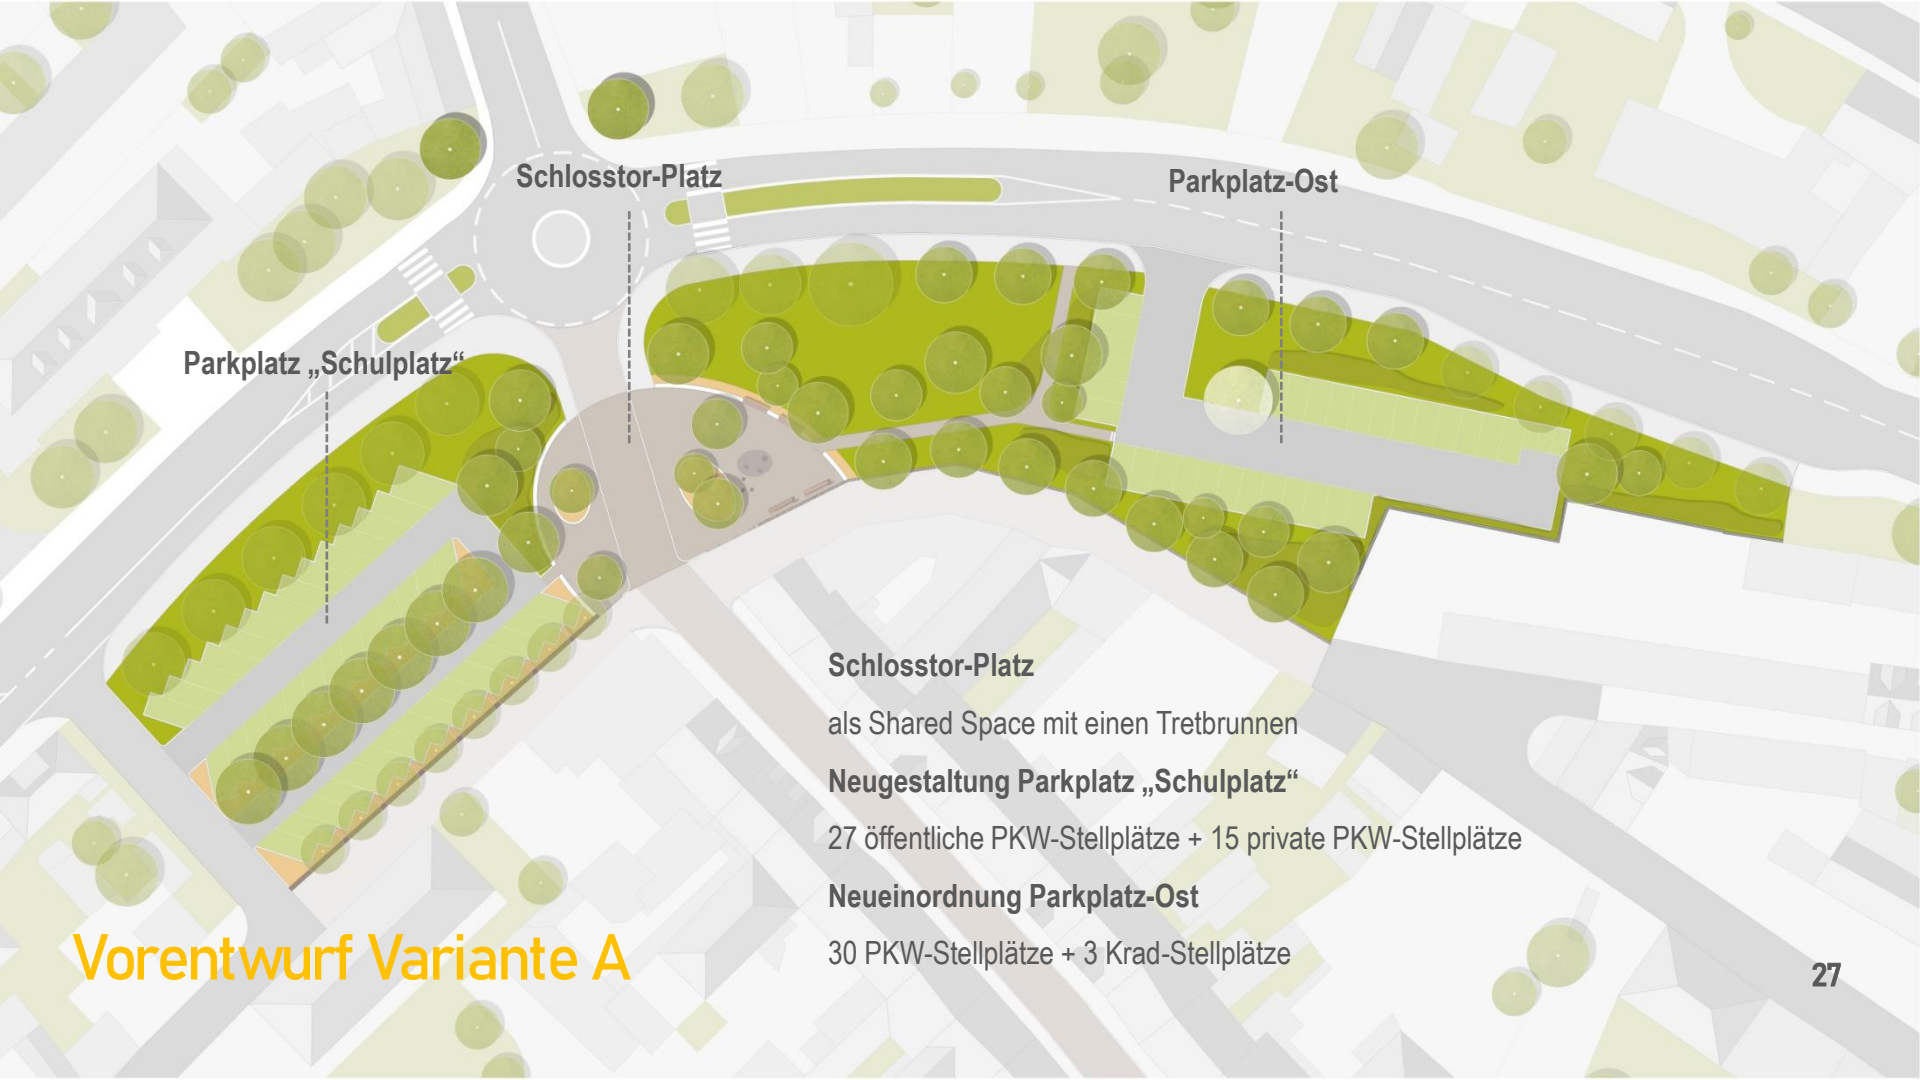 Schlosstor-Platz
Parkplatz-Ost
Parkplatz „Schulplatz“
Schlosstor-Platz
als Shared Space mit einen Tretbrunnen
Neugestaltung Parkplatz „Schulplatz“
27 öffentliche PKW-Stellplätze + 15 private PKW-Stellplätze
Neueinordnung Parkplatz-Ost
30 PKW-Stellplätze + 3 Krad-Stellplätze
Vorentwurf Variante A
27